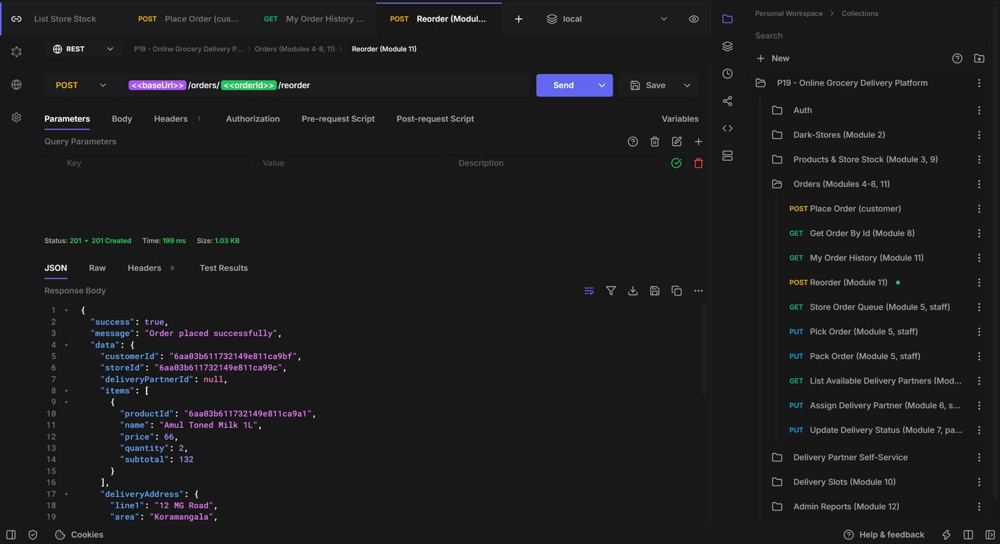 List Store Stock
POST Place Order (cus...
GET My Order History ...
POST Reorder (Modul...
local
Personal Workspace > Collections
REST
P19 - Online Grocery Delivery P... > Orders (Modules 4-8, 11) > Reorder (Module 11)
POST
<<baseUrl>>/orders/<<orderId>>/reorder
Send
Save
Parameters
Body
Headers 1
Authorization
Pre-request Script
Post-request Script
Variables
Query Parameters
Key
Value
Description
Status: 201 • 201 Created Time: 199 ms Size: 1.03 KB
JSON
Raw
Headers 8
Test Results
Response Body
1 {
2 "success": true,
3 "message": "Order placed successfully",
4 "data": {
5 "customerId": "6aa03b611732149e811ca9bf",
6 "storeId": "6aa03b611732149e811ca99c",
7 "deliveryPartnerId": null,
8 "items": [
9 {
10 "productId": "6aa03b611732149e811ca9a1",
11 "name": "Amul Toned Milk 1L",
12 "price": 66,
13 "quantity": 2,
14 "subtotal": 132
15 }
16 ],
17 "deliveryAddress": {
18 "line1": "12 MG Road",
19 "area": "Koramangala",
Search
New
P19 - Online Grocery Delivery Platform
Auth
Dark-Stores (Module 2)
Products & Store Stock (Module 3, 9)
Orders (Modules 4-8, 11)
POST Place Order (customer)
GET Get Order By Id (Module 8)
GET My Order History (Module 11)
POST Reorder (Module 11)
GET Store Order Queue (Module 5, staff)
PUT Pick Order (Module 5, staff)
PUT Pack Order (Module 5, staff)
GET List Available Delivery Partners (Mod...
PUT Assign Delivery Partner (Module 6, s...
PUT Update Delivery Status (Module 7, pa...
Delivery Partner Self-Service
Delivery Slots (Module 10)
Admin Reports (Module 12)
Cookies
Help & feedback